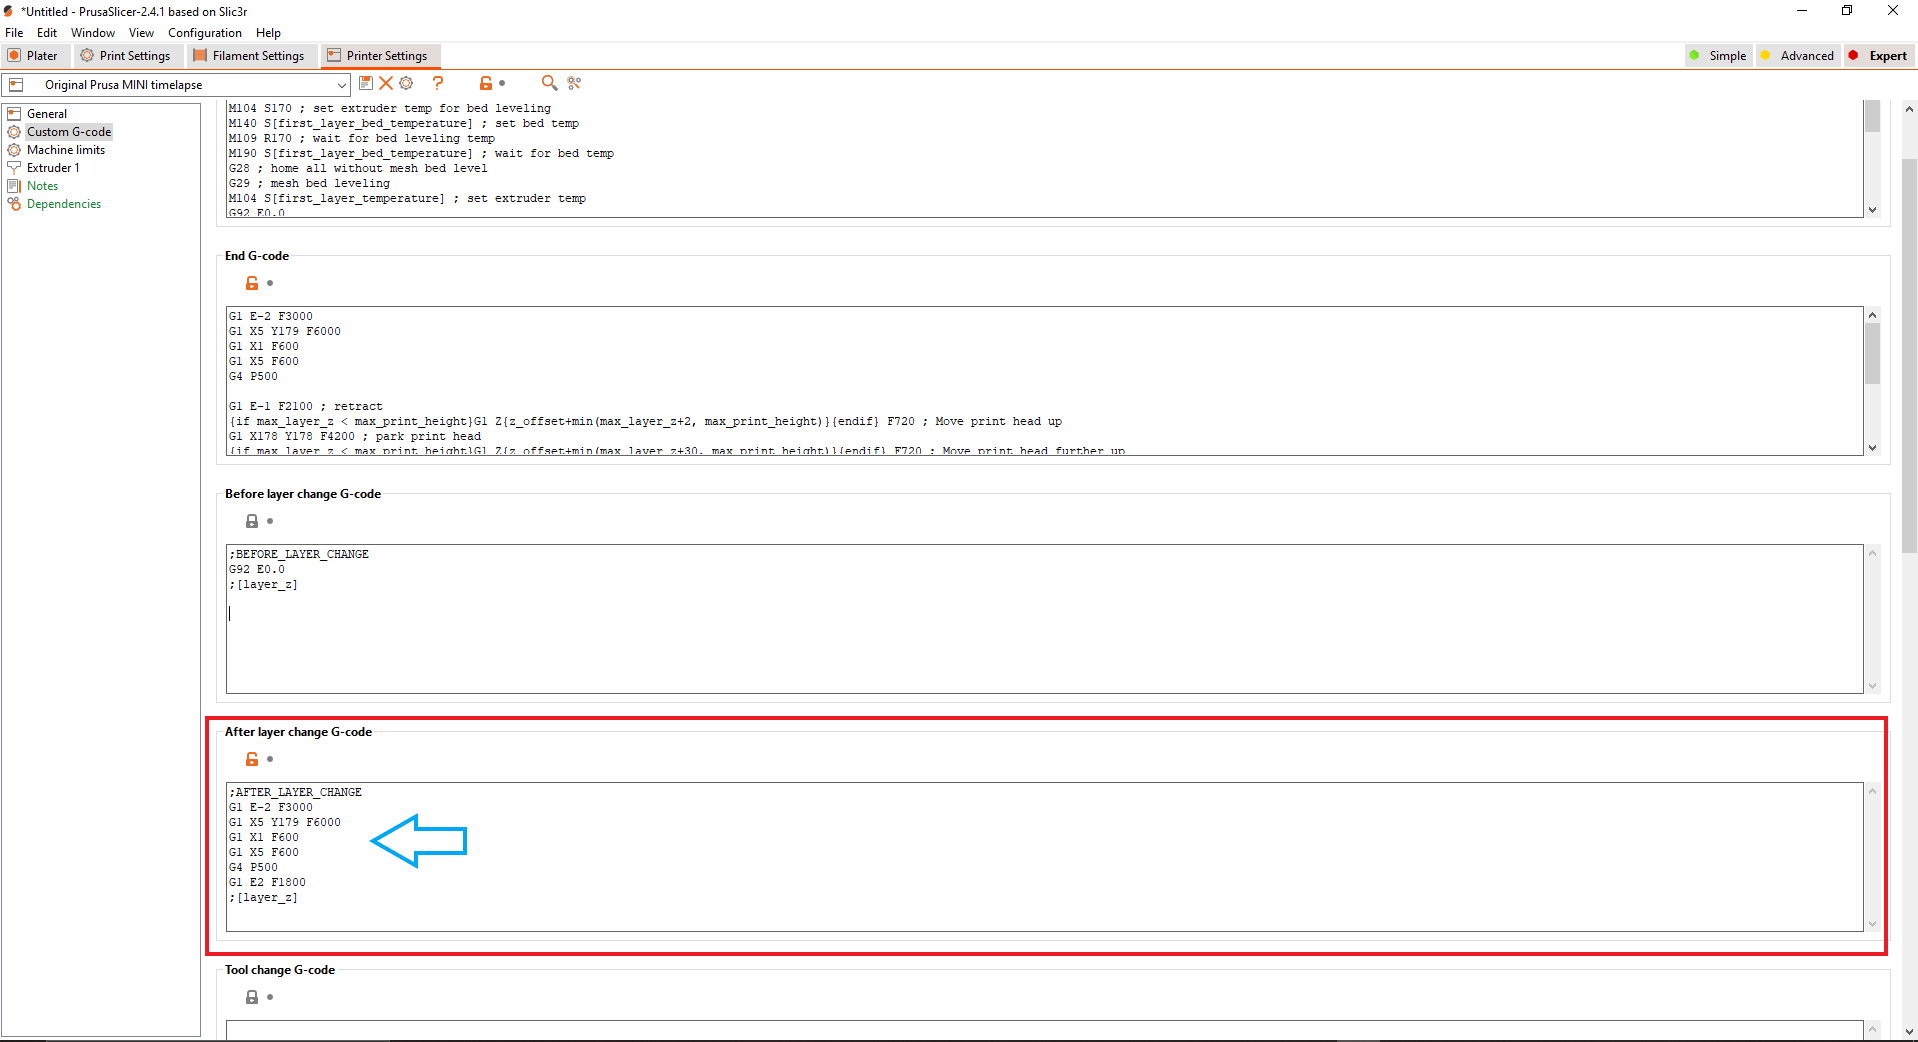 *Untitled - PrusaSlicer-2.4.1 based on Slic3r
File Edit Window View Configuration Help
Plater Print Settings Filament Settings Printer Settings Simple Advanced Expert
Original Prusa MINI timelapse
General
Custom G-code
Machine limits
Extruder 1
Notes
Dependencies
M104 S170 ; set extruder temp for bed leveling
M140 S[first_layer_bed_temperature] ; set bed temp
M109 R170 ; wait for bed leveling temp
M190 S[first_layer_bed_temperature] ; wait for bed temp
G28 ; home all without mesh bed level
G29 ; mesh bed leveling
M104 S[first_layer_temperature] ; set extruder temp
G92 E0.0
End G-code
G1 E-2 F3000
G1 X5 Y179 F6000
G1 X1 F600
G1 X5 F600
G4 P500
G1 E-1 F2100 ; retract
{if max_layer_z < max_print_height}G1 Z{z_offset+min(max_layer_z+2, max_print_height)}{endif} F720 ; Move print head up
G1 X178 Y178 F4200 ; park print head
{if max_layer_z < max_print_height}G1 Z{z_offset+min(max_layer_z+30, max_print_height)}{endif} F720 ; Move print head further up
Before layer change G-code
;BEFORE_LAYER_CHANGE
G92 E0.0
;[layer_z]
After layer change G-code
;AFTER_LAYER_CHANGE
G1 E-2 F3000
G1 X5 Y179 F6000
G1 X1 F600
G1 X5 F600
G4 P500
G1 E2 F1800
;[layer_z]
Tool change G-code